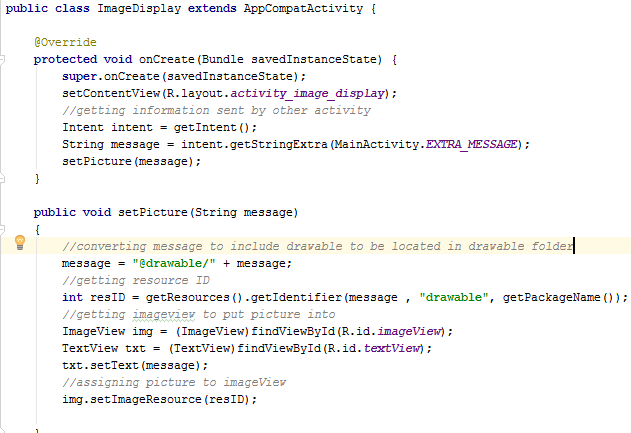 public class ImageDisplay extends AppCompatActivity {
@Override
protected void onCreate(Bundle savedInstanceState) {
super.onCreate(savedInstanceState);
setContentView(R.layout.activity_image_display);
//getting information sent by other activity
Intent intent = getIntent();
String message = intent.getStringExtra(MainActivity.EXTRA_MESSAGE);
setPicture(message);
}
public void setPicture(String message)
{
//converting message to include drawable to be located in drawable folder
message = "@drawable/" + message;
//getting resource ID
int resID = getResources().getIdentifier(message , "drawable", getPackageName());
//getting imageview to put picture into
ImageView img = (ImageView)findViewById(R.id.imageView);
TextView txt = (TextView)findViewById(R.id.textView);
txt.setText(message);
//assigning picture to imageView
img.setImageResource(resID);
}